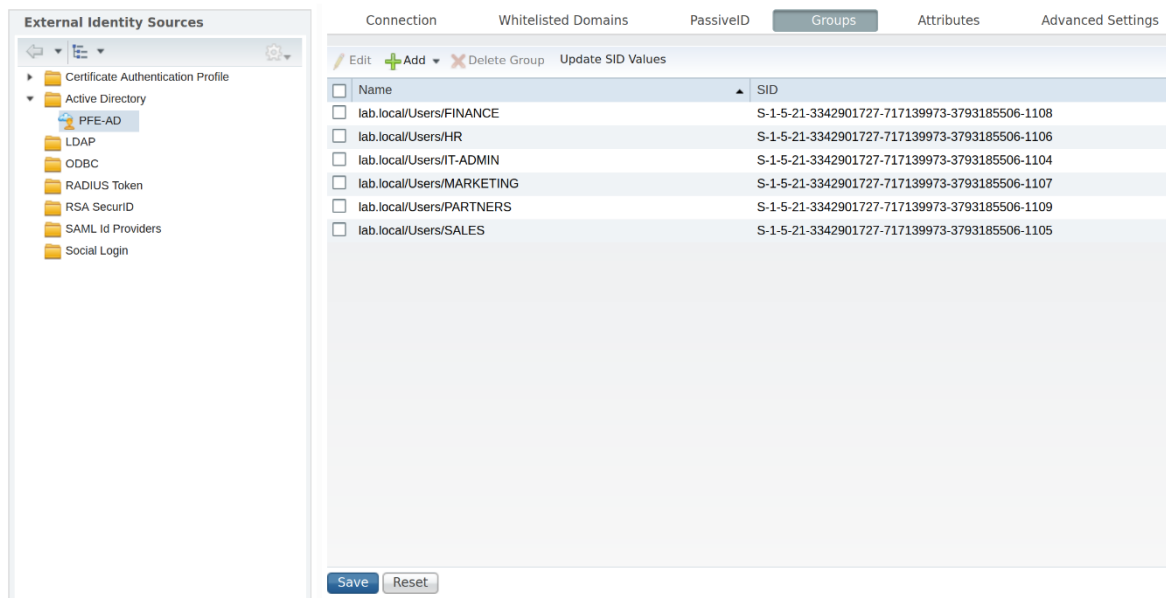 External Identity Sources
Certificate Authentication Profile
Active Directory
PFE-AD
LDAP
ODBC
RADIUS Token
RSA SecurID
SAML Id Providers
Social Login
Connection Whitelisted Domains PassiveID Groups Attributes Advanced Settings
Edit Add Delete Group Update SID Values
Name SID
lab.local/Users/FINANCE S-1-5-21-3342901727-717139973-3793185506-1108
lab.local/Users/HR S-1-5-21-3342901727-717139973-3793185506-1106
lab.local/Users/IT-ADMIN S-1-5-21-3342901727-717139973-3793185506-1104
lab.local/Users/MARKETING S-1-5-21-3342901727-717139973-3793185506-1107
lab.local/Users/PARTNERS S-1-5-21-3342901727-717139973-3793185506-1109
lab.local/Users/SALES S-1-5-21-3342901727-717139973-3793185506-1105
Save Reset